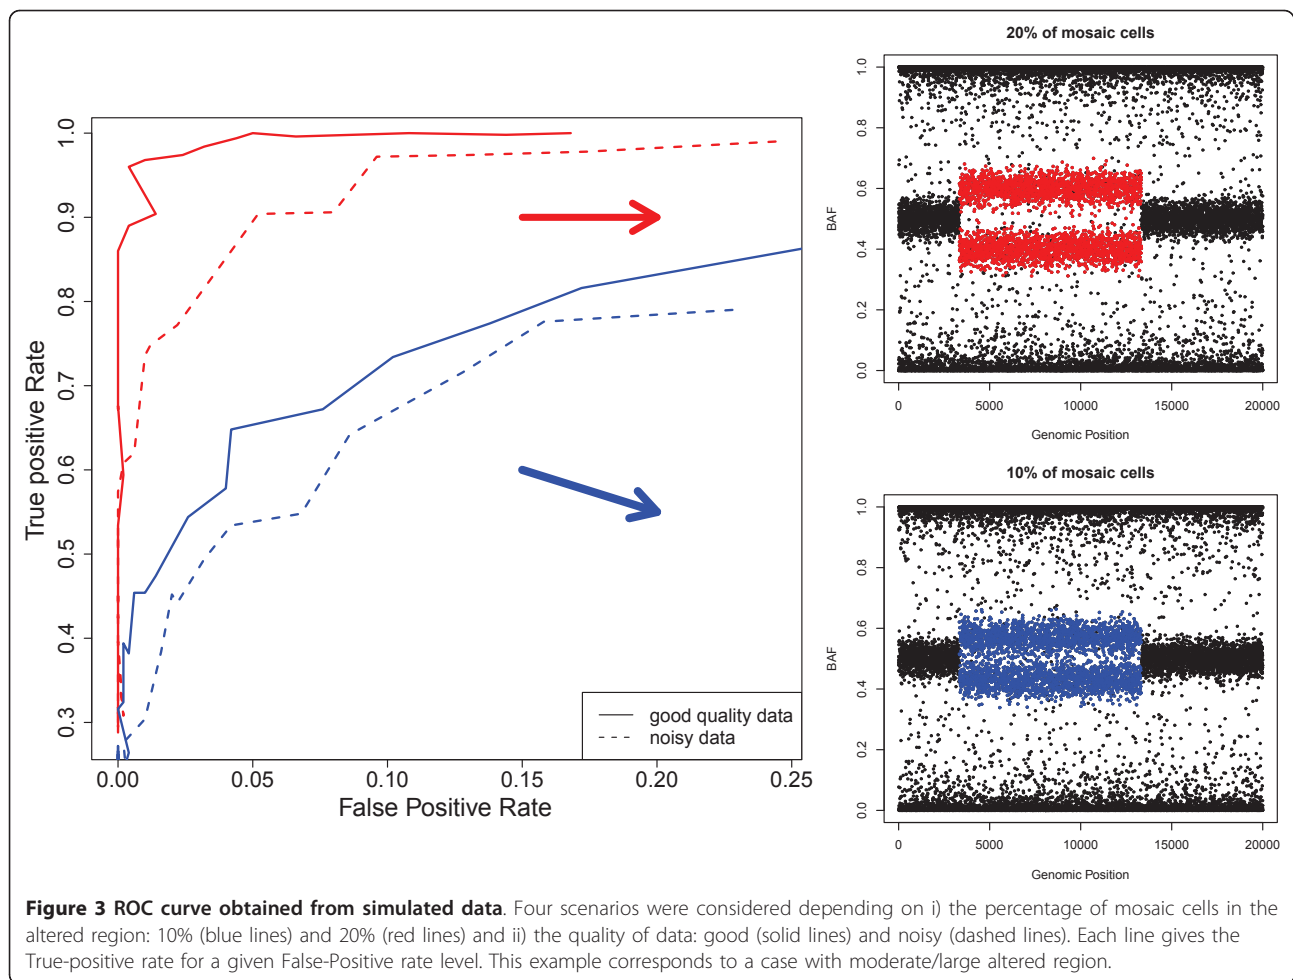 True positive Rate
1.0
0.9
0.8
0.7
0.6
0.5
0.4
0.3
0.00 0.05 0.10 0.15 0.20 0.25
False Positive Rate
good quality data
noisy data
20% of mosaic cells
BAF
1.0
0.8
0.6
0.4
0.2
0.0
0 5000 10000 15000 20000
Genomic Position
10% of mosaic cells
BAF
1.0
0.8
0.6
0.4
0.2
0.0
0 5000 10000 15000 20000
Genomic Position
Figure 3 ROC curve obtained from simulated data. Four scenarios were considered depending on i) the percentage of mosaic cells in the
altered region: 10% (blue lines) and 20% (red lines) and ii) the quality of data: good (solid lines) and noisy (dashed lines). Each line gives the
True-positive rate for a given False-Positive rate level. This example corresponds to a case with moderate/large altered region.